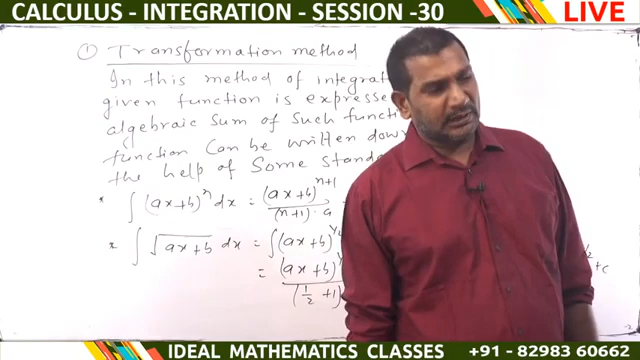 CALCULUS - INTEGRATION - SESSION -30
LIVE
① Transformation method
In this method of integrat
given function is expresse
algebraic sum of such functi
function can be written dow
the help of some standa
* ∫ (ax+b)^n dx = (ax+b)^(n+1) / (n+1)·a
* ∫ √(ax+b) dx = ∫ (ax+b)^(1/2
= (ax+b) / (1/2 +1)
+c
IDEAL MATHEMATICS CLASSES
+91 - 82983 60662